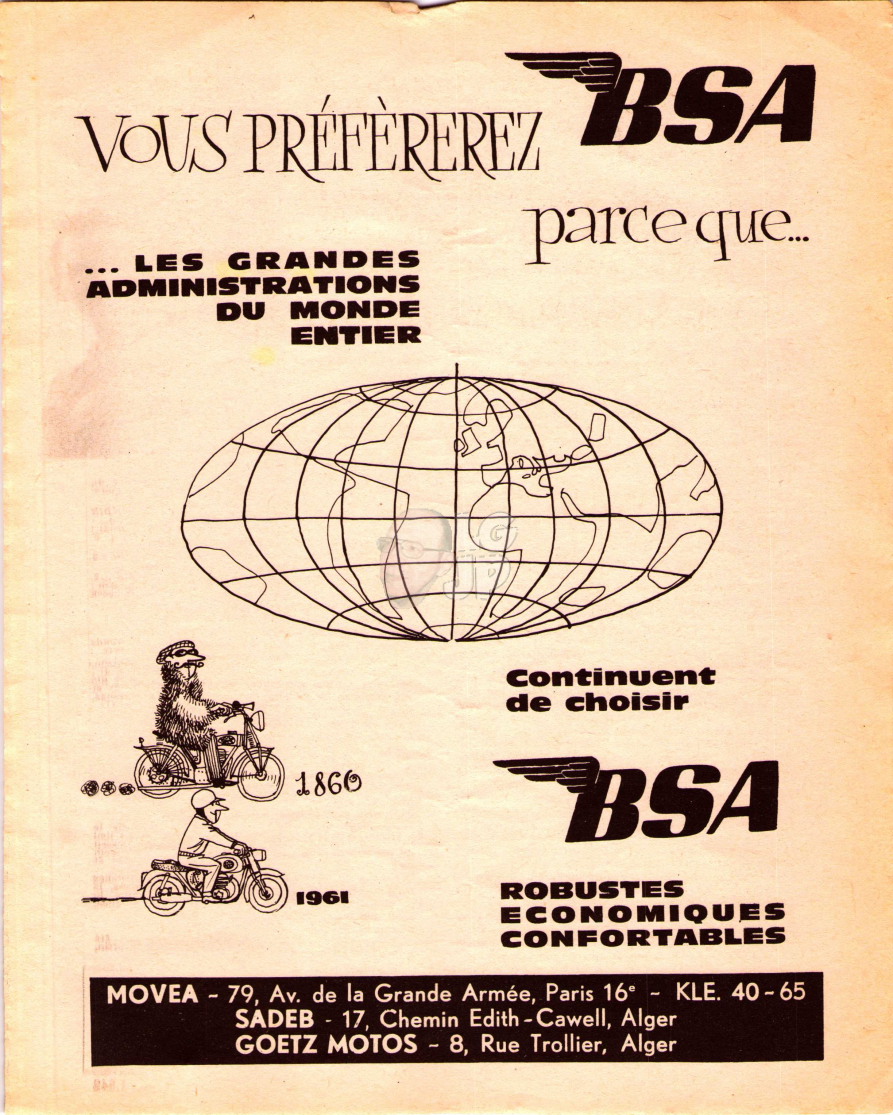 VOUS PRÉFÈREREZ BSA
parce que...
... LES GRANDES
ADMINISTRATIONS
DU MONDE
ENTIER
LG
JB
Continuent
de choisir
1860
BSA
1961
ROBUSTES
ECONOMIQUES
CONFORTABLES
MOVEA - 79, Av. de la Grande Armée, Paris 16e - KLE. 40-65
SADEB - 17, Chemin Edith-Cawell, Alger
GOETZ MOTOS - 8, Rue Trollier, Alger